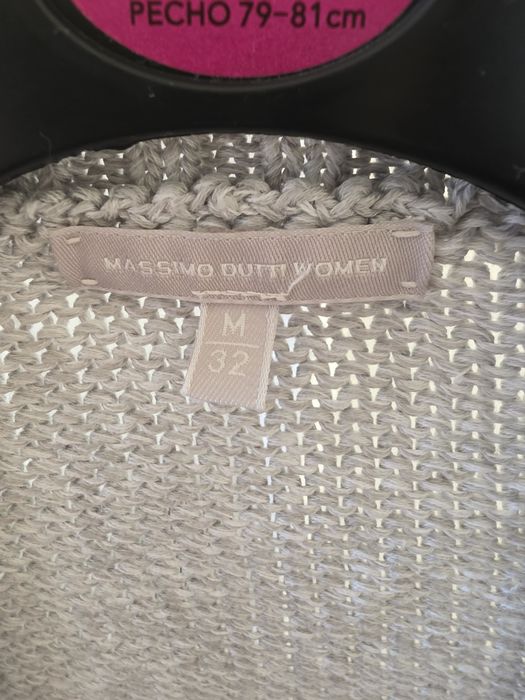 PECHO 79-81cm
MASSIMO DUTTI WOMEN
M
32